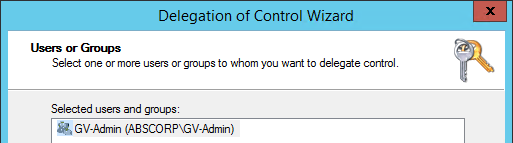 Delegation of Control Wizard
x
Users or Groups
Select one or more users or groups to whom you want to delegate control.
Selected users and groups:
GV-Admin (ABSCORP\GV-Admin)